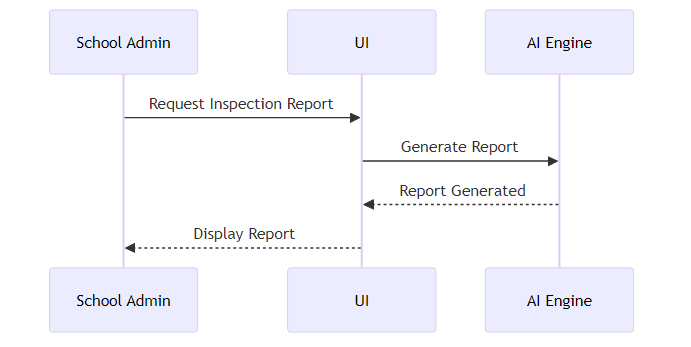 School Admin
UI
AI Engine
Request Inspection Report
Generate Report
Report Generated
Display Report
School Admin
UI
AI Engine